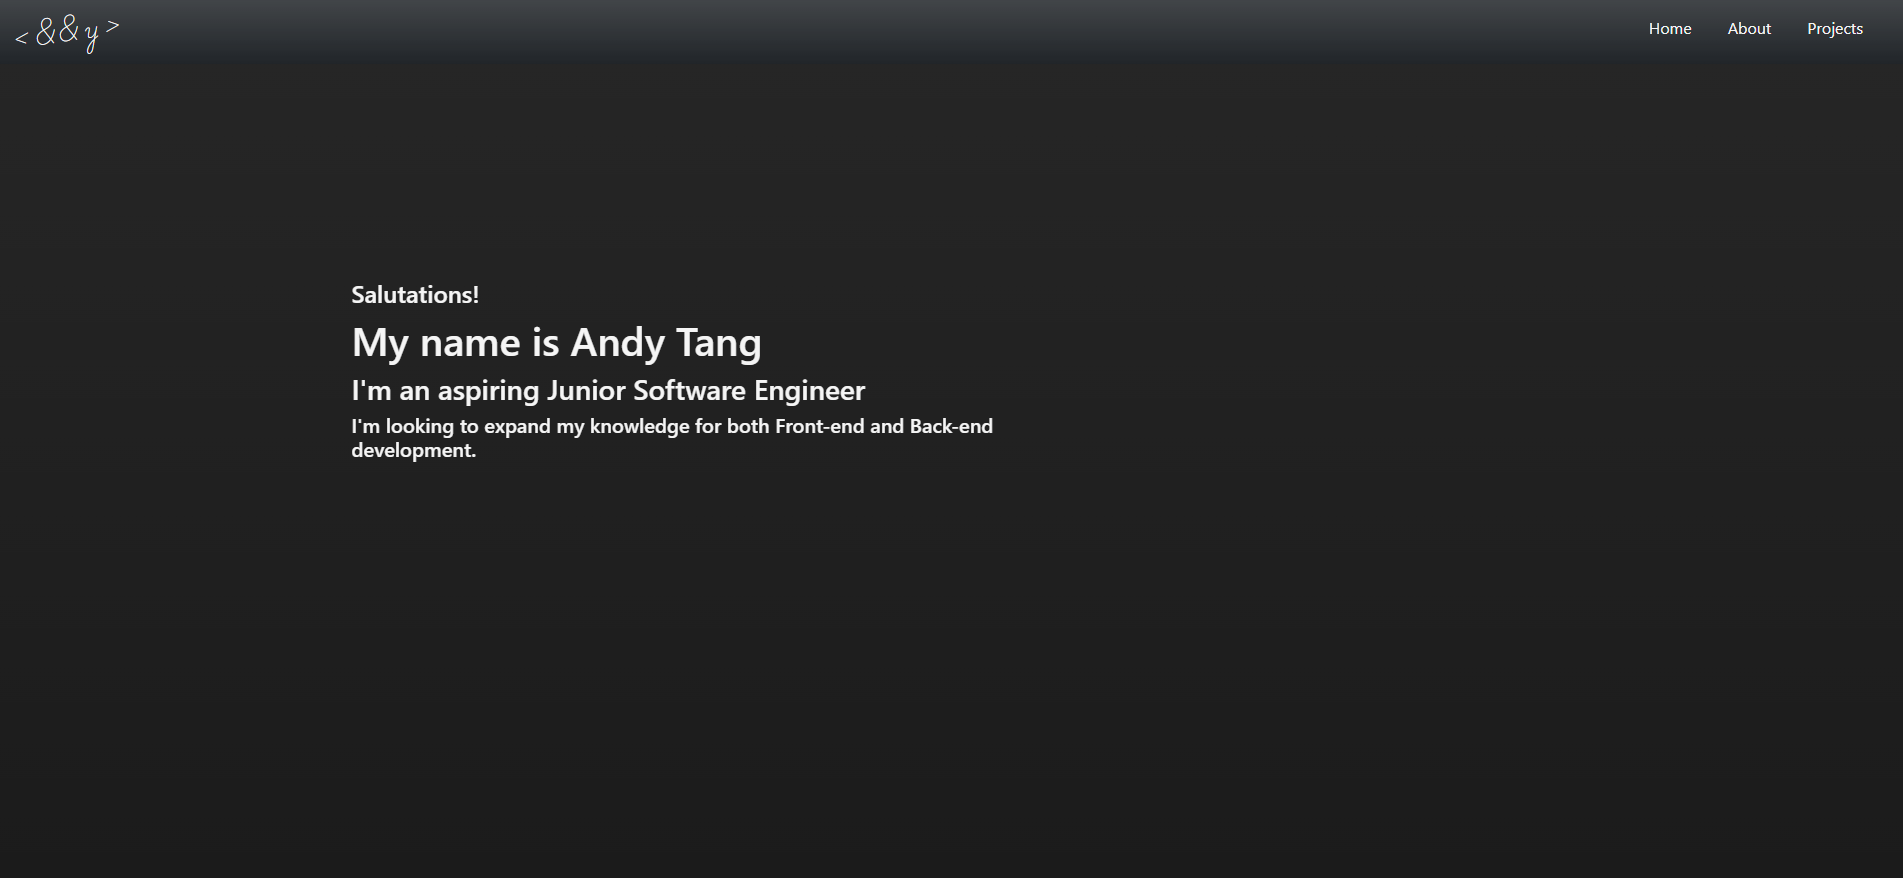 <&&y>
Home About Projects
Salutations!
My name is Andy Tang
I'm an aspiring Junior Software Engineer
I'm looking to expand my knowledge for both Front-end and Back-end
development.